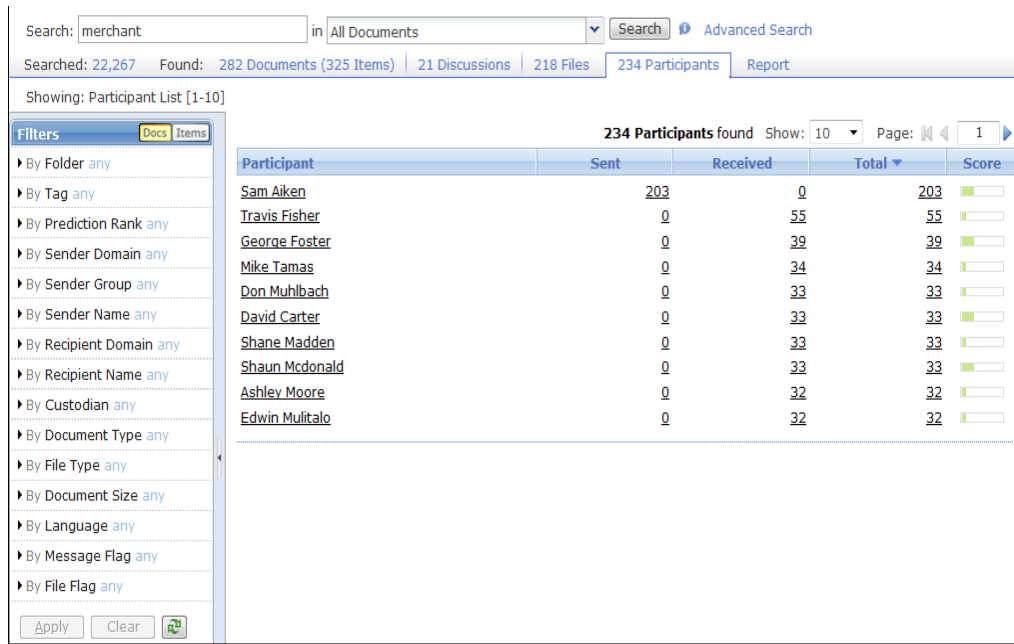 Search: merchant in All Documents Search Advanced Search
Searched: 22,267 Found: 282 Documents (325 Items) 21 Discussions 218 Files 234 Participants Report
Showing: Participant List [1-10]
Filters Docs Items
234 Participants found Show: 10 Page: 1
Participant Sent Received Total Score
Sam Aiken 203 0 203
Travis Fisher 0 55 55
George Foster 0 39 39
Mike Tamas 0 34 34
Don Muhlbach 0 33 33
David Carter 0 33 33
Shane Madden 0 33 33
Shaun Mcdonald 0 33 33
Ashley Moore 0 32 32
Edwin Mulitalo 0 32 32
By Folder any
By Tag any
By Prediction Rank any
By Sender Domain any
By Sender Group any
By Sender Name any
By Recipient Domain any
By Recipient Name any
By Custodian any
By Document Type any
By File Type any
By Document Size any
By Language any
By Message Flag any
By File Flag any
Apply Clear